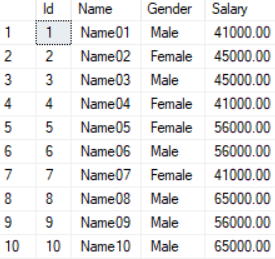 Id Name Gender Salary
1 1 Name01 Male 41000.00
2 2 Name02 Female 45000.00
3 3 Name03 Male 45000.00
4 4 Name04 Female 41000.00
5 5 Name05 Female 56000.00
6 6 Name06 Male 56000.00
7 7 Name07 Female 41000.00
8 8 Name08 Male 65000.00
9 9 Name09 Male 56000.00
10 10 Name10 Male 65000.00